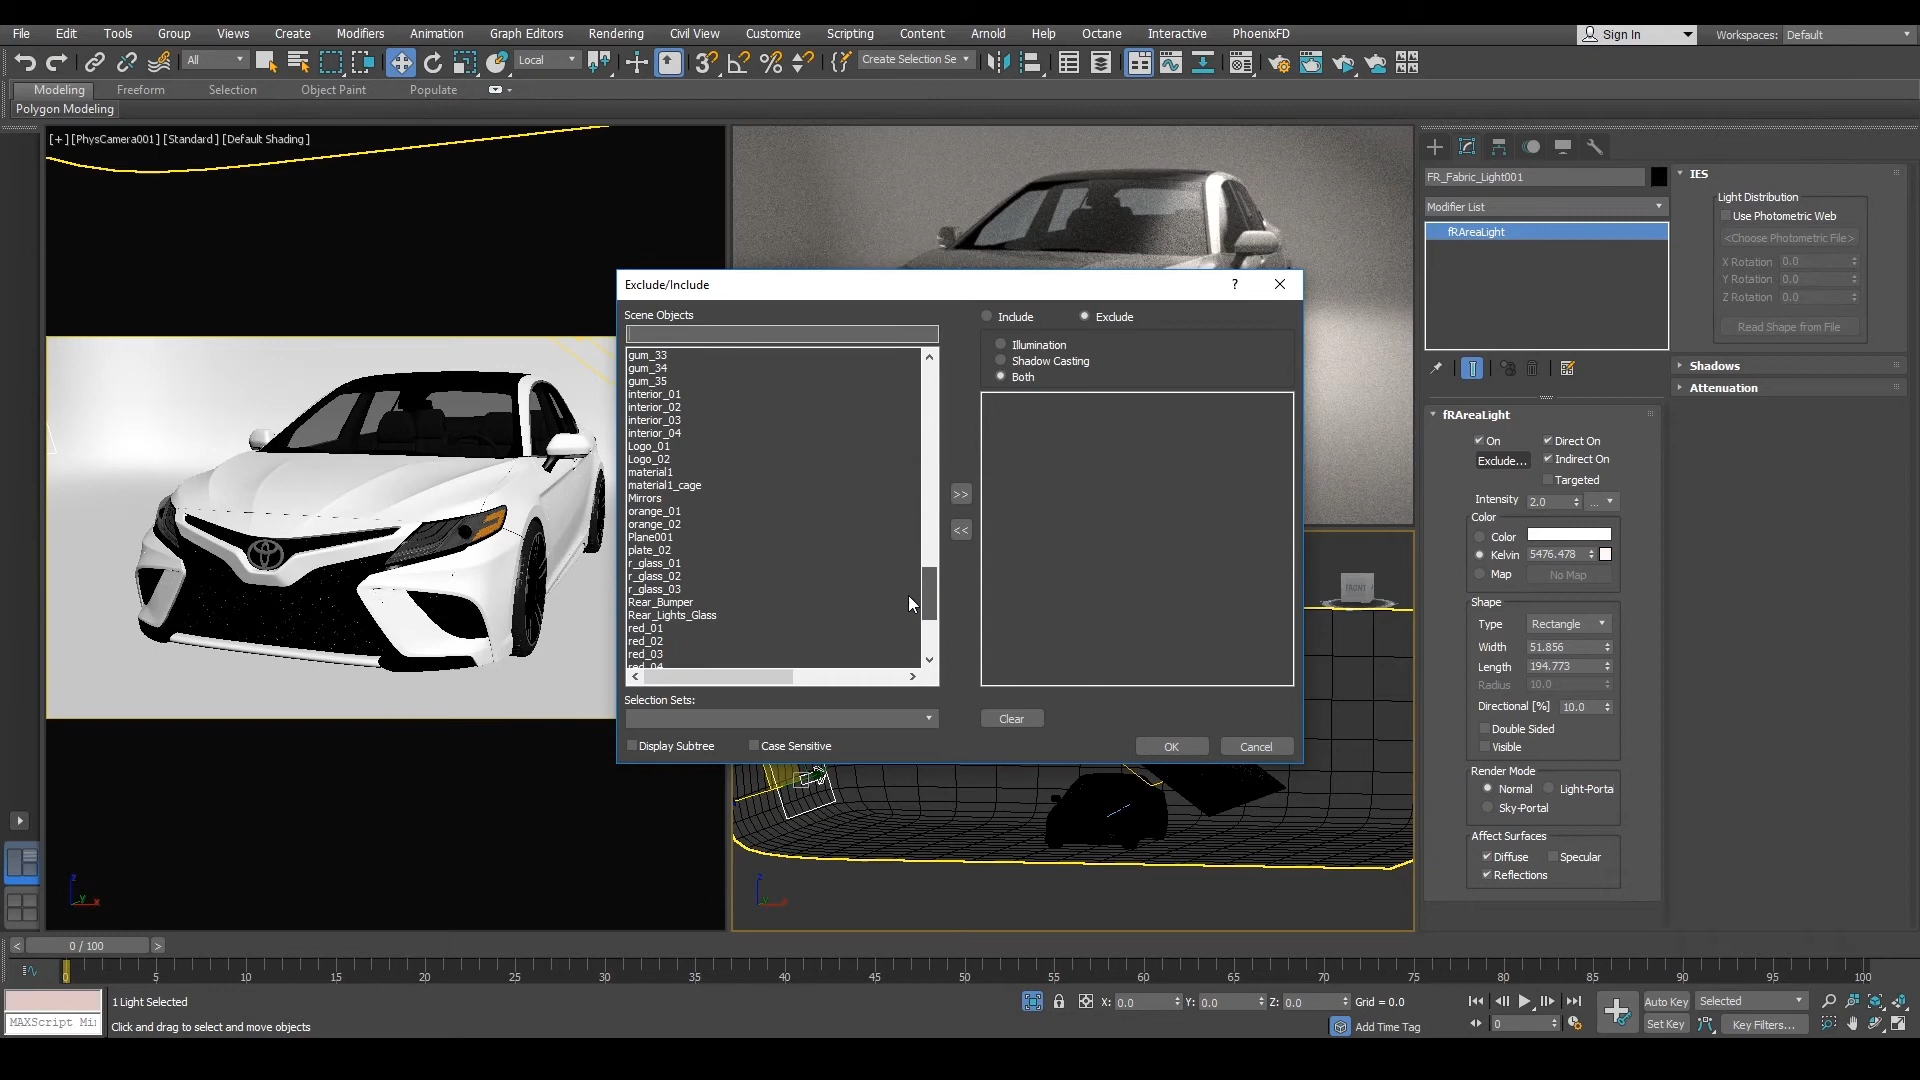 File Edit Tools Group Views Create Modifiers Animation Graph Editors Rendering Civil View Customize Scripting Content Arnold Help Octane Interactive PhoenixFD Sign In Workspaces: Default
All Local Create Selection Se
Modeling Freeform Selection Object Paint Populate
Polygon Modeling
[+] [PhysCamera001] [Standard] [Default Shading]
Exclude/Include ?
Scene Objects
gum_33
gum_34
gum_35
interior_01
interior_02
interior_03
interior_04
Logo_01
Logo_02
material1
material1_cage
Mirrors
orange_01
orange_02
Plane001
plate_02
r_glass_01
r_glass_02
r_glass_03
Rear_Bumper
Rear_Lights_Glass
red_01
red_02
red_03
red_04
Include Exclude
Illumination
Shadow Casting
Both
>>
<<
Selection Sets:
Clear
Display Subtree Case Sensitive
OK Cancel
FRONT
z
y x
z
y
FR_Fabric_Light001
Modifier List
fRAreaLight
fRAreaLight
On Direct On
Exclude... Indirect On
Targeted
Intensity 2.0 ...
Color
Color
Kelvin 5476.478
Map No Map
Shape
Type Rectangle
Width 51.856
Length 194.773
Radius 10.0
Directional [%] 10.0
Double Sided
Visible
Render Mode
Normal Light-Portal
Sky-Portal
Affect Surfaces
Diffuse Specular
Reflections
IES
Light Distribution
Use Photometric Web
<Choose Photometric File>
X Rotation 0.0
Y Rotation 0.0
Z Rotation 0.0
Read Shape from File
Shadows
Attenuation
< 0 / 100 >
0 5 10 15 20 25 30 35 40 45 50 55 60 65 70 75 80 85 90 95 100
1 Light Selected
MAXScript Mi
Click and drag to select and move objects
X: 0.0 Y: 0.0 Z: 0.0 Grid = 0.0
Add Time Tag
0
Auto Key Selected
Set Key Key Filters...